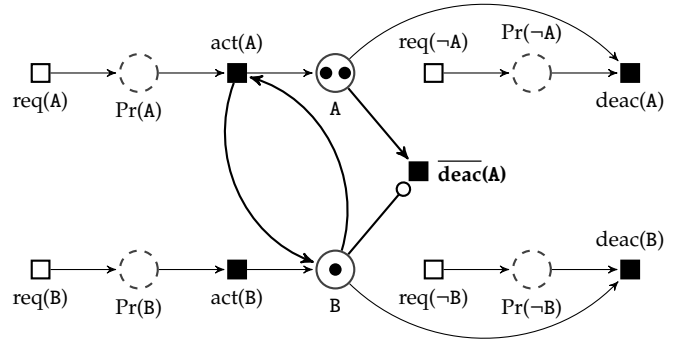 act(A)
req(¬A)
Pr(¬A)
req(A)
Pr(A)
A
deac(A)
deac(A)
deac(B)
req(B)
Pr(B)
act(B)
B
req(¬B)
Pr(¬B)